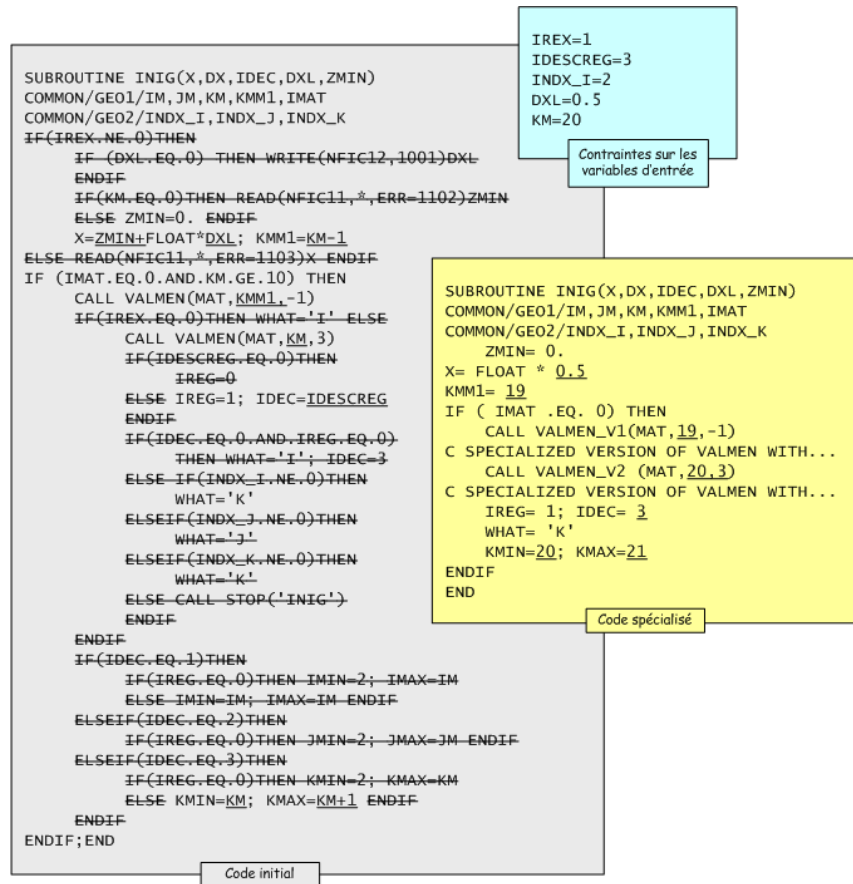 SUBROUTINE INIG(X,DX,IDEC,DXL,ZMIN)
COMMON/GEO1/IM,JM,KM,KMM1,IMAT
COMMON/GEO2/INDX_I,INDX_J,INDX_K
IF(IREX.NE.0)THEN
IF (DXL.EQ.0) THEN WRITE(NFIC12,1001)DXL
ENDIF
IF(KM.EQ.0)THEN READ(NFIC11,*,ERR=1102)ZMIN
ELSE ZMIN=0. ENDIF
X=ZMIN+FLOAT*DXL; KMM1=KM-1
ELSE READ(NFIC11,*,ERR=1103)X ENDIF
IF (IMAT.EQ.0.AND.KM.GE.10) THEN
CALL VALMEN(MAT,KMM1,-1)
IF(IREX.EQ.0)THEN WHAT='I' ELSE
CALL VALMEN(MAT,KM,3)
IF(IDESCREG.EQ.0)THEN
IREG=0
ELSE IREG=1; IDEC=IDESCREG
ENDIF
IF(IDEC.EQ.0.AND.IREG.EQ.0)
THEN WHAT='I'; IDEC=3
ELSE IF(INDX_I.NE.0)THEN
WHAT='K'
ELSEIF(INDX_J.NE.0)THEN
WHAT='J'
ELSEIF(INDX_K.NE.0)THEN
WHAT='K'
ELSE CALL STOP('INIG')
ENDIF
ENDIF
IF(IDEC.EQ.1)THEN
IF(IREG.EQ.0)THEN IMIN=2; IMAX=IM
ELSE IMIN=IM; IMAX=IM ENDIF
ELSEIF(IDEC.EQ.2)THEN
IF(IREG.EQ.0)THEN JMIN=2; JMAX=JM ENDIF
ELSEIF(IDEC.EQ.3)THEN
IF(IREG.EQ.0)THEN KMIN=2; KMAX=KM
ELSE KMIN=KM; KMAX=KM+1 ENDIF
ENDIF
ENDIF;END
Code initial
IREX=1
IDESCREG=3
INDX_I=2
DXL=0.5
KM=20
Contraintes sur les
variables d'entrée
SUBROUTINE INIG(X,DX,IDEC,DXL,ZMIN)
COMMON/GEO1/IM,JM,KM,KMM1,IMAT
COMMON/GEO2/INDX_I,INDX_J,INDX_K
ZMIN= 0.
X= FLOAT * 0.5
KMM1= 19
IF ( IMAT .EQ. 0) THEN
CALL VALMEN_V1(MAT,19,-1)
C SPECIALIZED VERSION OF VALMEN WITH...
CALL VALMEN_V2 (MAT,20,3)
C SPECIALIZED VERSION OF VALMEN WITH...
IREG= 1; IDEC= 3
WHAT= 'K'
KMIN=20; KMAX=21
ENDIF
END
Code spécialisé